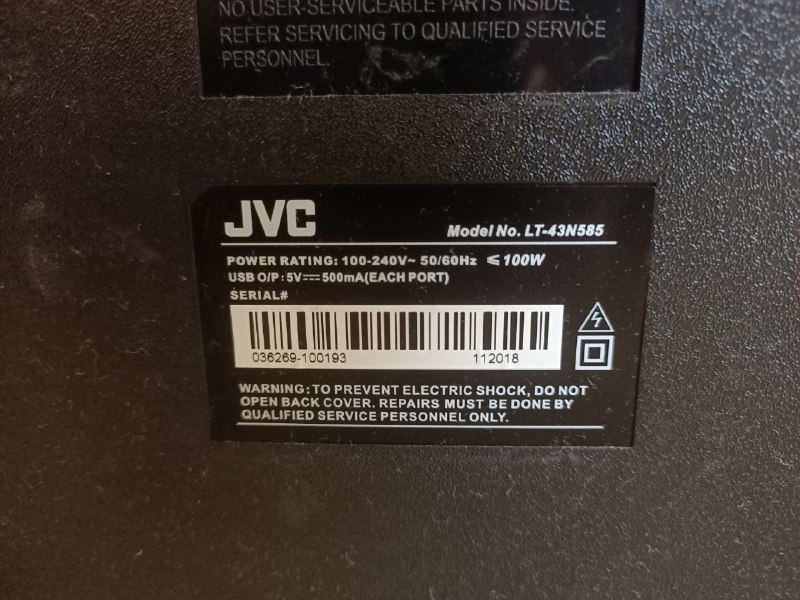 NO USER-SERVICEABLE PARTS INSIDE.
REFER SERVICING TO QUALIFIED SERVICE
PERSONNEL.
JVC
Model No. LT-43N585
POWER RATING: 100-240V~ 50/60Hz ≤100W
USB O/P: 5V⎓500mA(EACH PORT)
SERIAL#
036269-100193 112018
WARNING: TO PREVENT ELECTRIC SHOCK, DO NOT
OPEN BACK COVER. REPAIRS MUST BE DONE BY
QUALIFIED SERVICE PERSONNEL ONLY.